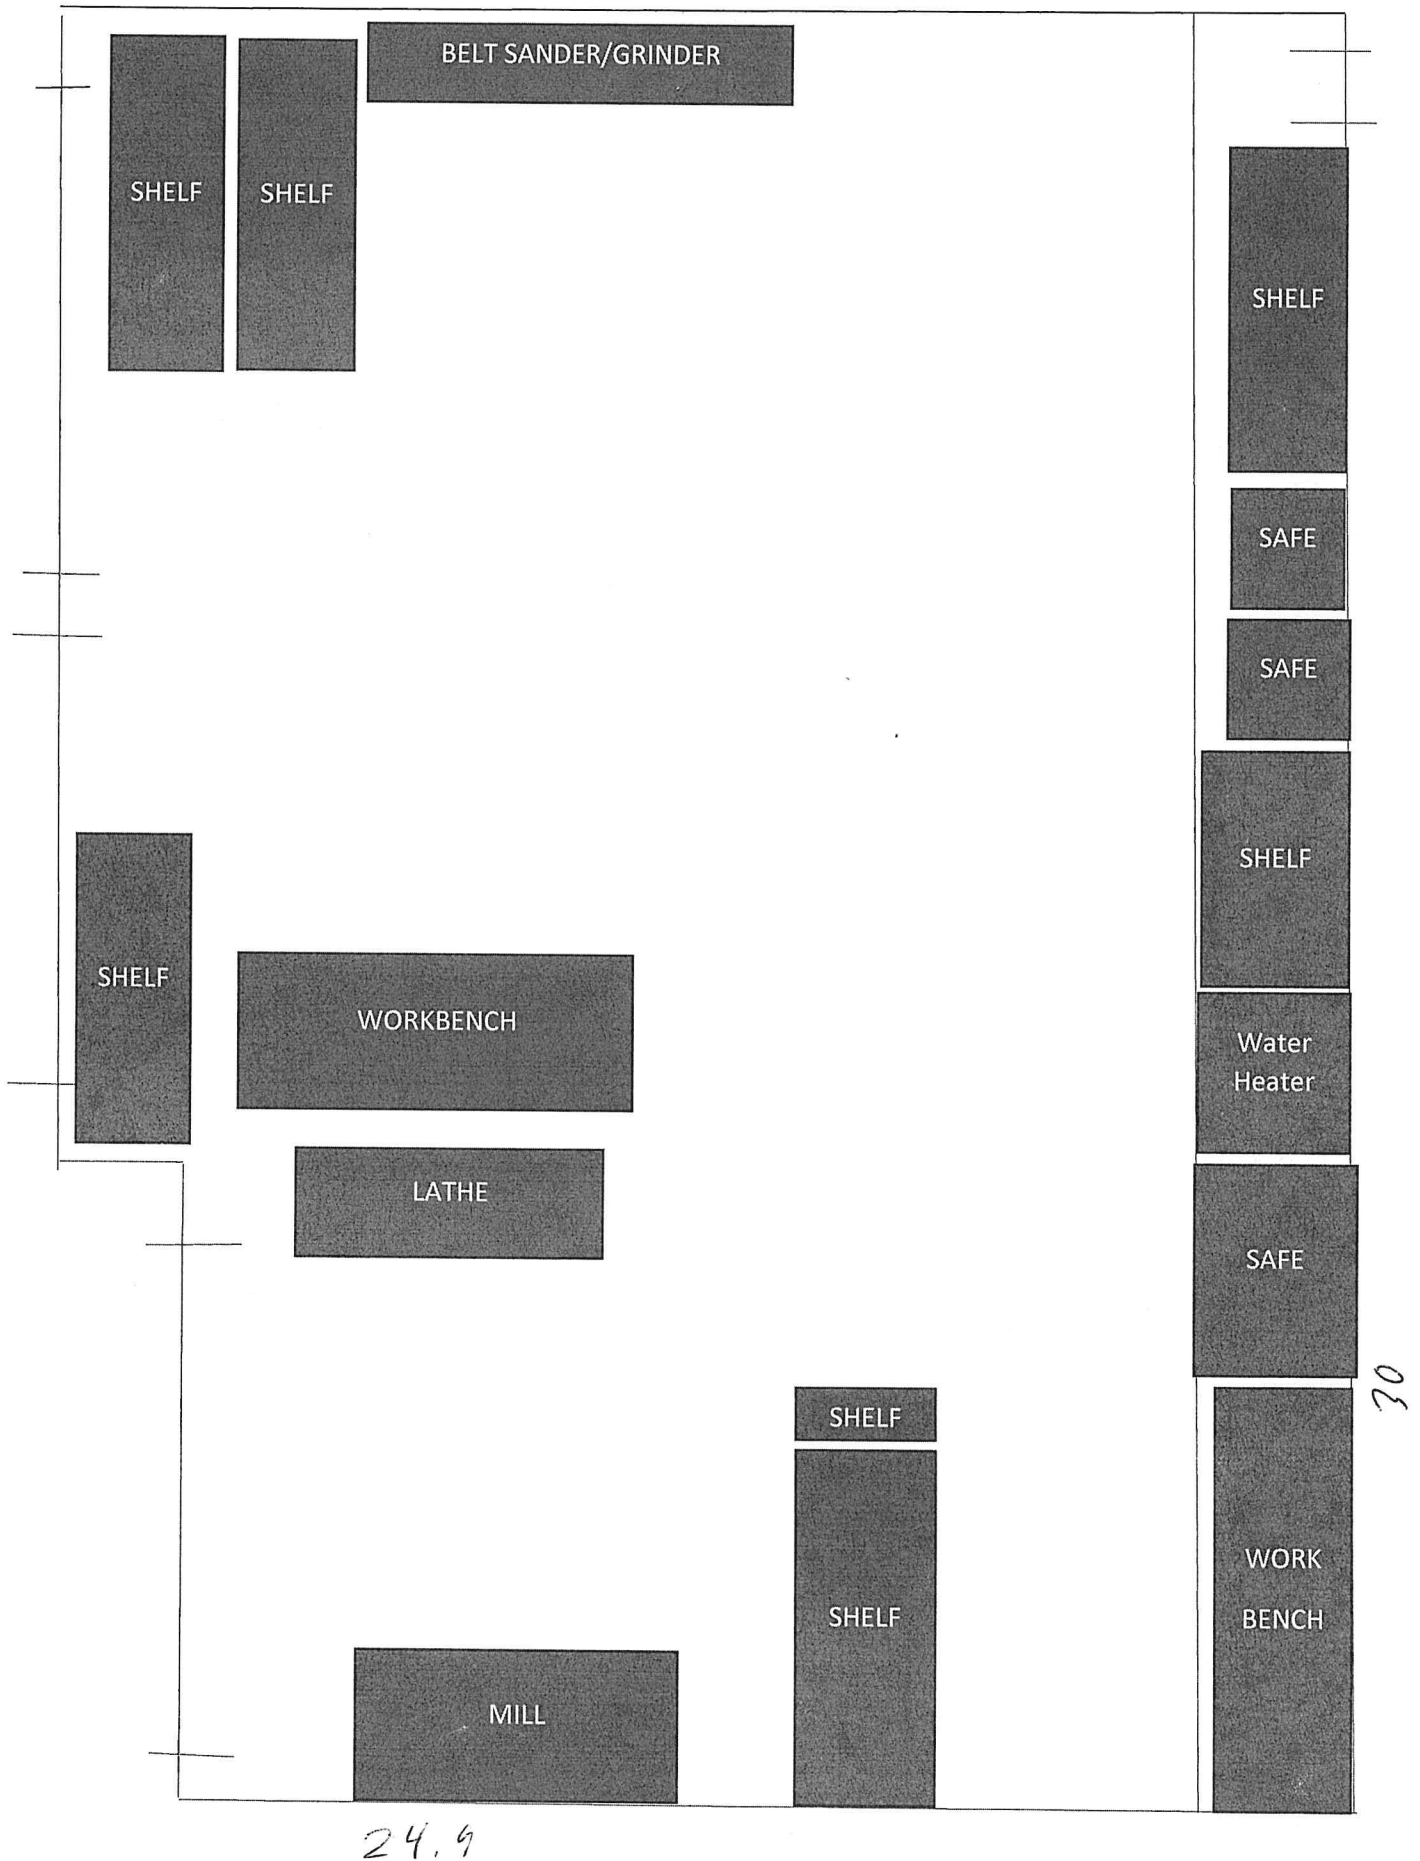 BELT SANDER/GRINDER
SHELF
SHELF
SHELF
SAFE
SAFE
SHELF
SHELF
WORKBENCH
Water
Heater
LATHE
SAFE
30
SHELF
WORK
BENCH
SHELF
MILL
24.9